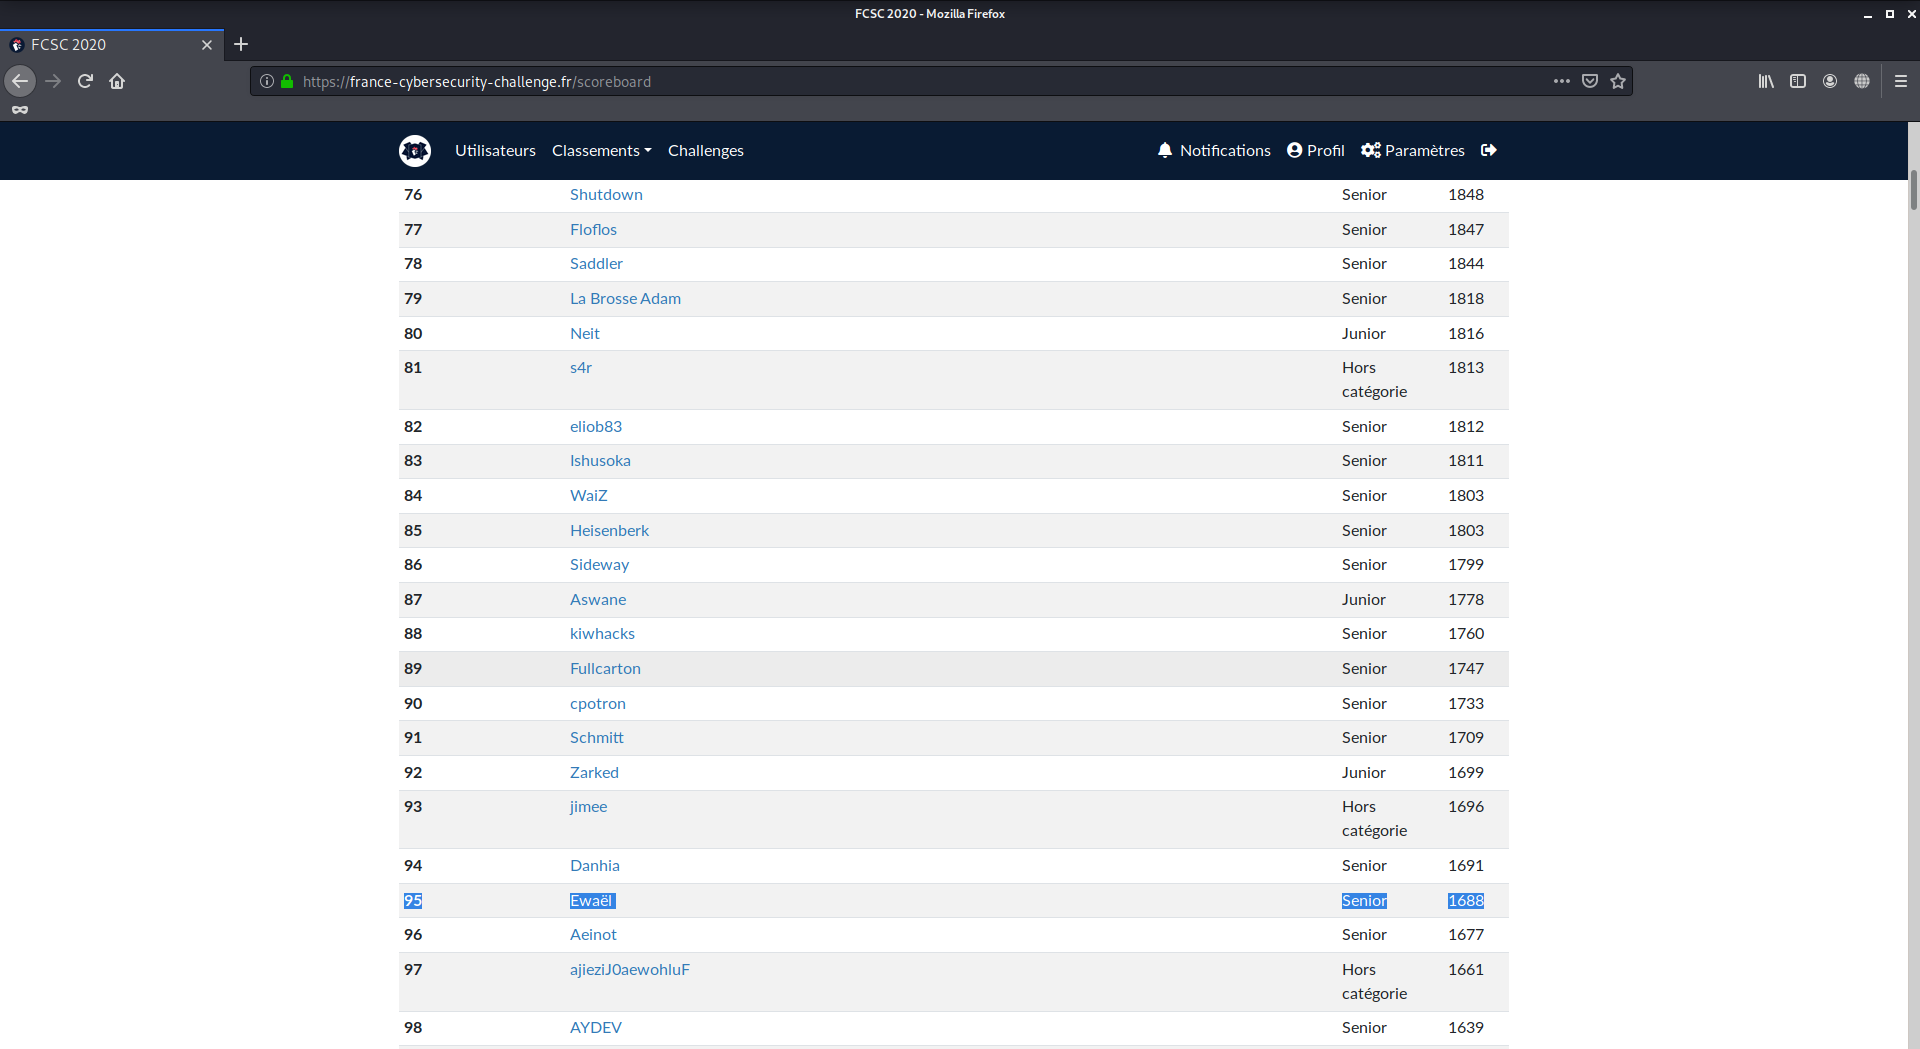 FCSC 2020 - Mozilla Firefox
FCSC 2020
https://france-cybersecurity-challenge.fr/scoreboard
Utilisateurs Classements Challenges Notifications Profil Paramètres
76 Shutdown Senior 1848
77 Floflos Senior 1847
78 Saddler Senior 1844
79 La Brosse Adam Senior 1818
80 Neit Junior 1816
81 s4r Hors 1813
catégorie
82 eliob83 Senior 1812
83 Ishusoka Senior 1811
84 WaiZ Senior 1803
85 Heisenberk Senior 1803
86 Sideway Senior 1799
87 Aswane Junior 1778
88 kiwhacks Senior 1760
89 Fullcarton Senior 1747
90 cpotron Senior 1733
91 Schmitt Senior 1709
92 Zarked Junior 1699
93 jimee Hors 1696
catégorie
94 Danhia Senior 1691
95 Ewaël Senior 1688
96 Aeinot Senior 1677
97 ajieziJ0aewohluF Hors 1661
catégorie
98 AYDEV Senior 1639